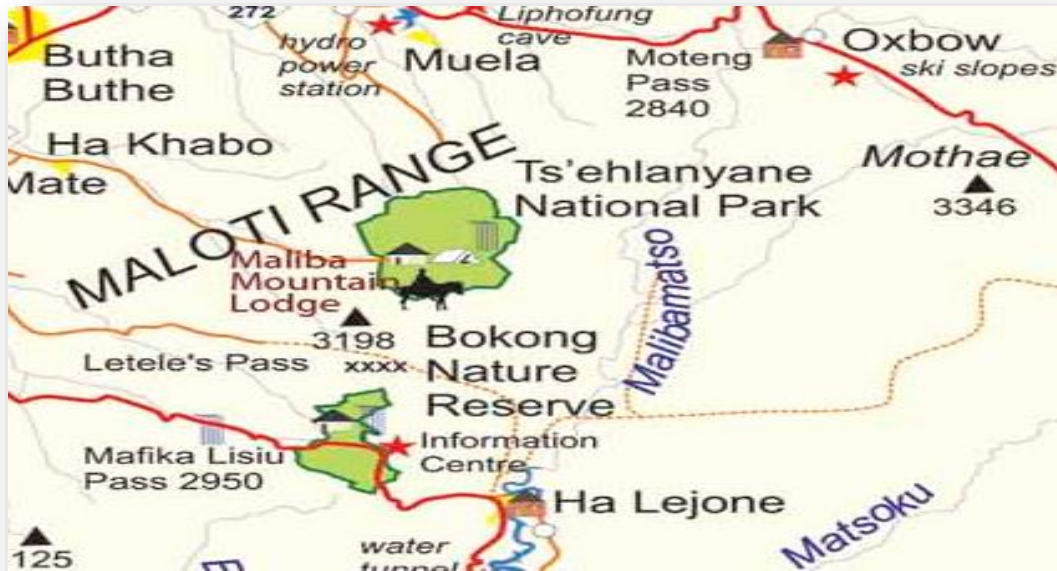 272
Liphofung
cave
Butha
Buthe
hydro
power
station
Muela
Moteng
Pass
2840
Oxbow
ski slopes
Ha Khabo
Mate
MALOTI RANGE
Ts'ehlanyane
National Park
Mothae
3346
Maliba
Mountain
Lodge
Malibamatso
3198
Letele's Pass
xxxx
Bokong
Nature
Reserve
Mafika Lisiu
Pass 2950
Information
Centre
Ha Lejone
Matsoku
125
water
tunnel